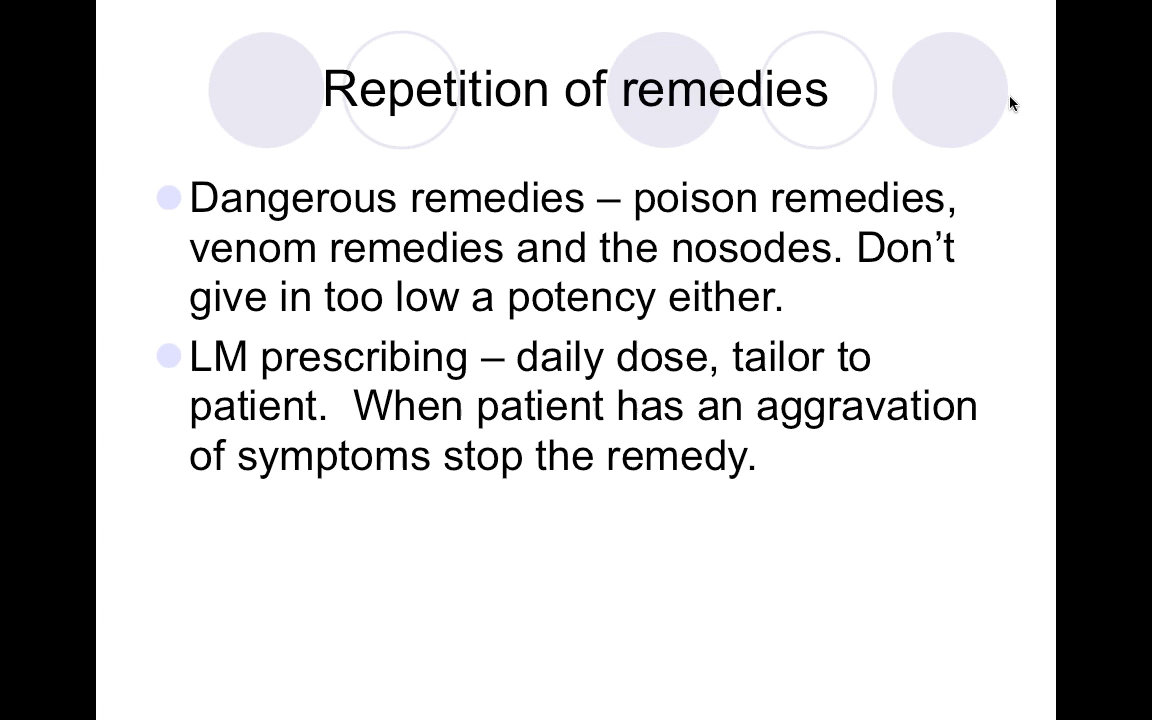 Repetition of remedies
Dangerous remedies – poison remedies,
venom remedies and the nosodes. Don’t
give in too low a potency either.
LM prescribing – daily dose, tailor to
patient.  When patient has an aggravation
of symptoms stop the remedy.